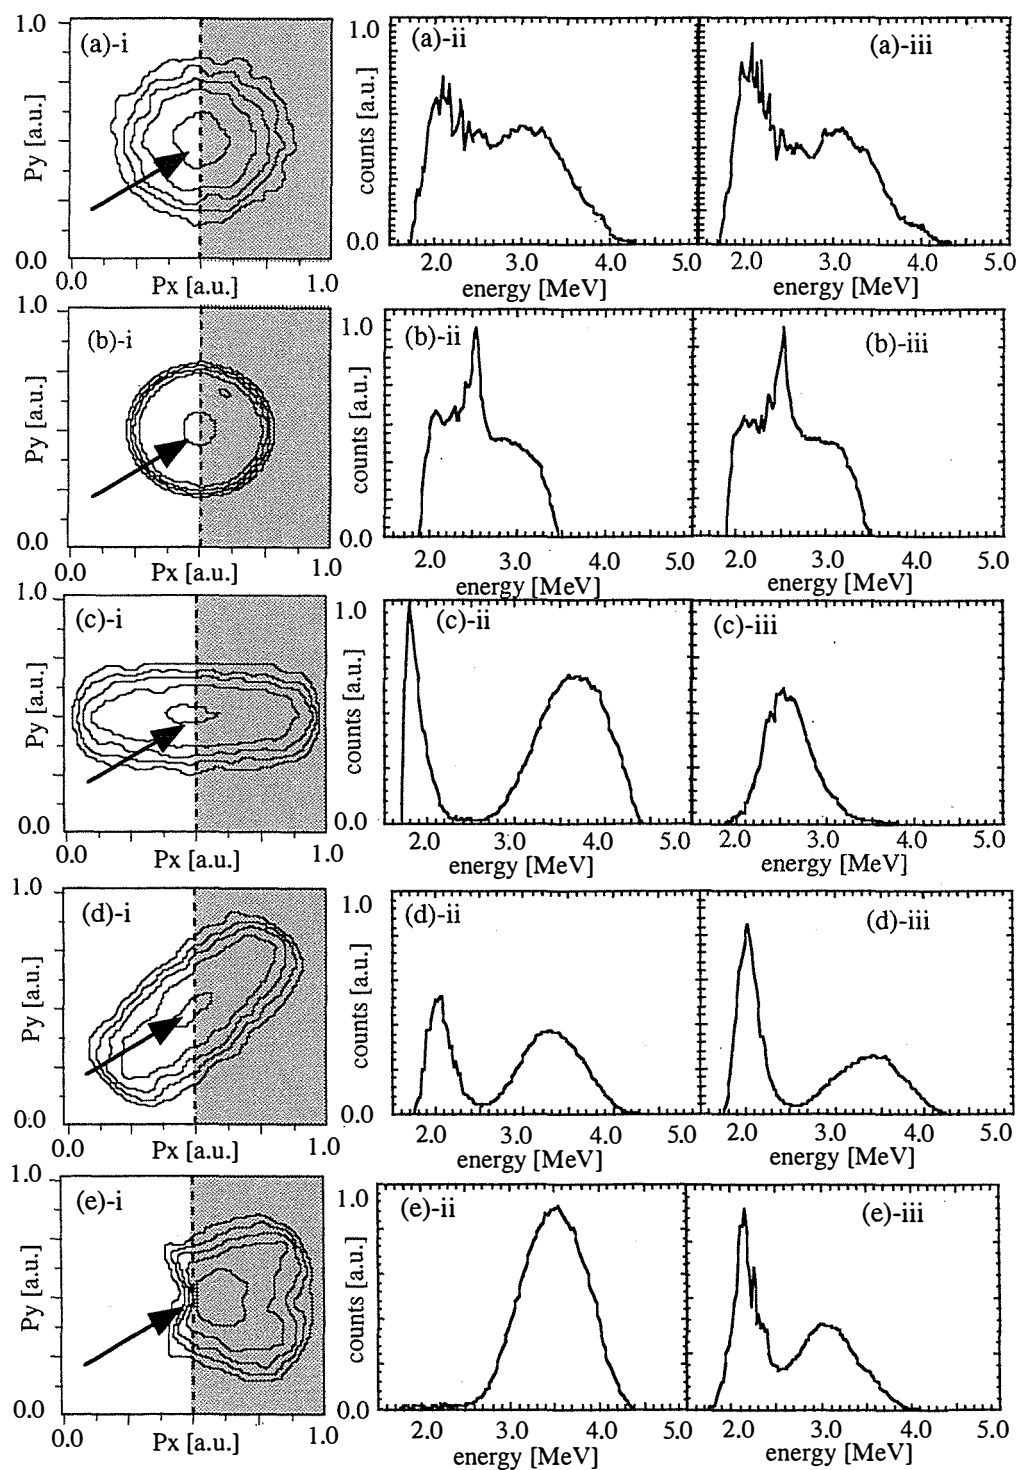 1.0 (a)-i 1.0 (a)-ii (a)-iii
Py [a.u.] counts [a.u.]
0.0 0.0
0.0 Px [a.u.] 1.0 2.0 3.0 4.0 5.0 2.0 3.0 4.0 5.0
energy [MeV] energy [MeV]
1.0 (b)-i 1.0 (b)-ii (b)-iii
Py [a.u.] counts [a.u.]
0.0 0.0
0.0 Px [a.u.] 1.0 2.0 3.0 4.0 5.0 2.0 3.0 4.0 5.0
energy [MeV] energy [MeV]
1.0 (c)-i 1.0 (c)-ii (c)-iii
Py [a.u.] counts [a.u.]
0.0 0.0
0.0 Px [a.u.] 1.0 2.0 3.0 4.0 5.0 2.0 3.0 4.0 5.0
energy [MeV] energy [MeV]
1.0 (d)-i 1.0 (d)-ii (d)-iii
Py [a.u.] counts [a.u.]
0.0 0.0
0.0 Px [a.u.] 1.0 2.0 3.0 4.0 5.0 2.0 3.0 4.0 5.0
energy [MeV] energy [MeV]
1.0 (e)-i 1.0 (e)-ii (e)-iii
Py [a.u.] counts [a.u.]
0.0 0.0
0.0 Px [a.u.] 1.0 2.0 3.0 4.0 5.0 2.0 3.0 4.0 5.0
energy [MeV] energy [MeV]